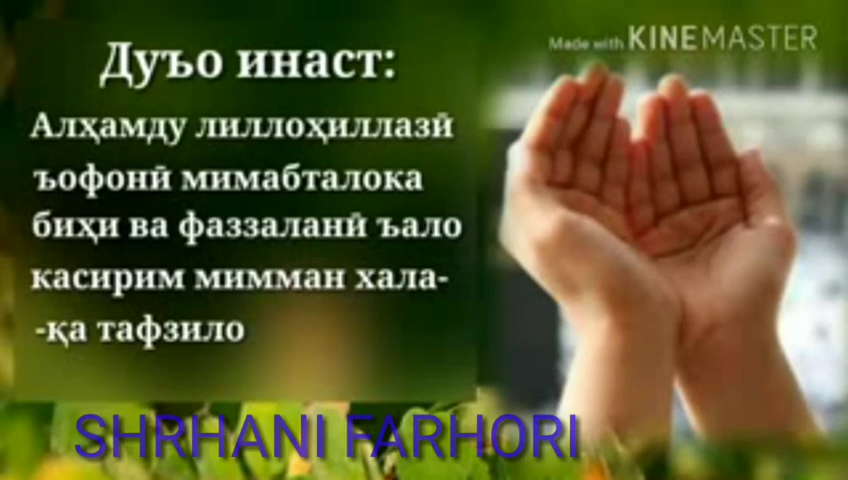 Made with KINEMASTER
Дуъо инаст:
Алҳамду лиллоҳиллазӣ
ъофонӣ мимабталока
биҳи ва фаззаланӣ ъало
касирим мимман хала-
-қа тафзило
SHRHANI FARHORI